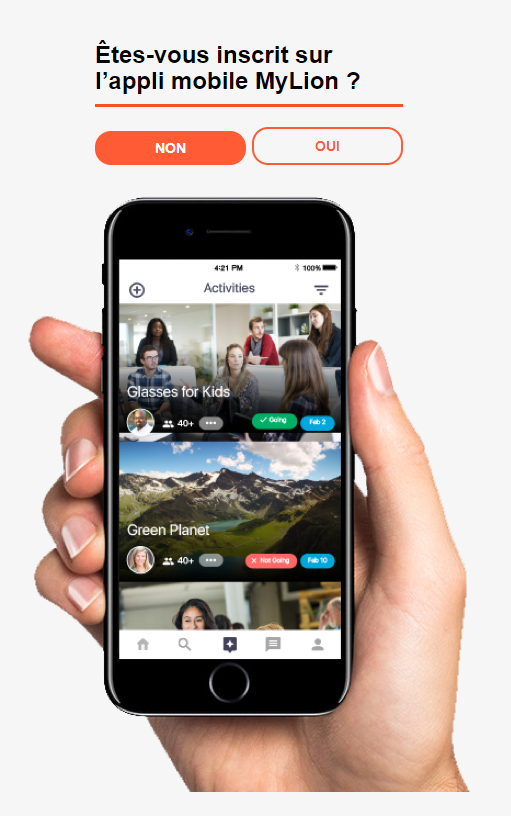 Êtes-vous inscrit sur
l’appli mobile MyLion ?
NON
OUI
4:21 PM
100%
Activities
Glasses for Kids
40+
Going
Feb 2
Green Planet
40+
Not Going
Feb 10